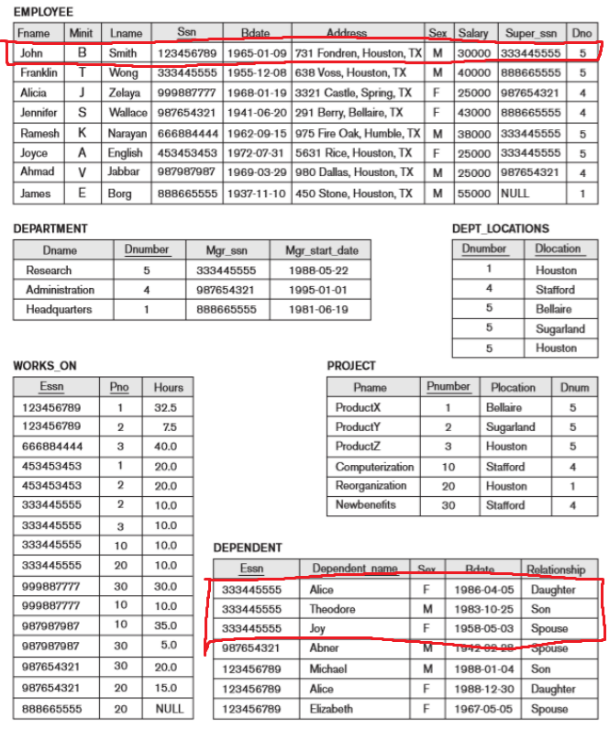 EMPLOYEE
Fname Minit Lname Ssn Bdate Address Sex Salary Super_ssn Dno
John B Smith 123456789 1965-01-09 731 Fondren, Houston, TX M 30000 333445555 5
Franklin T Wong 333445555 1955-12-08 638 Voss, Houston, TX M 40000 888665555 5
Alicia J Zelaya 999887777 1968-01-19 3321 Castle, Spring, TX F 25000 987654321 4
Jennifer S Wallace 987654321 1941-06-20 291 Berry, Bellaire, TX F 43000 888665555 4
Ramesh K Narayan 666884444 1962-09-15 975 Fire Oak, Humble, TX M 38000 333445555 5
Joyce A English 453453453 1972-07-31 5631 Rice, Houston, TX F 25000 333445555 5
Ahmad V Jabbar 987987987 1969-03-29 980 Dallas, Houston, TX M 25000 987654321 4
James E Borg 888665555 1937-11-10 450 Stone, Houston, TX M 55000 NULL 1
DEPARTMENT
Dname Dnumber Mgr_ssn Mgr_start_date
Research 5 333445555 1988-05-22
Administration 4 987654321 1995-01-01
Headquarters 1 888665555 1981-06-19
DEPT_LOCATIONS
Dnumber Dlocation
1 Houston
4 Stafford
5 Bellaire
5 Sugarland
5 Houston
WORKS_ON
Essn Pno Hours
123456789 1 32.5
123456789 2 7.5
666884444 3 40.0
453453453 1 20.0
453453453 2 20.0
333445555 2 10.0
333445555 3 10.0
333445555 10 10.0
333445555 20 10.0
999887777 30 30.0
999887777 10 10.0
987987987 10 35.0
987987987 30 5.0
987654321 30 20.0
987654321 20 15.0
888665555 20 NULL
PROJECT
Pname Pnumber Plocation Dnum
ProductX 1 Bellaire 5
ProductY 2 Sugarland 5
ProductZ 3 Houston 5
Computerization 10 Stafford 4
Reorganization 20 Houston 1
Newbenefits 30 Stafford 4
DEPENDENT
Essn Dependent_name Sex Bdate Relationship
333445555 Alice F 1986-04-05 Daughter
333445555 Theodore M 1983-10-25 Son
333445555 Joy F 1958-05-03 Spouse
987654321 Abner M 1942-02-28 Spouse
123456789 Michael M 1988-01-04 Son
123456789 Alice F 1988-12-30 Daughter
123456789 Elizabeth F 1967-05-05 Spouse